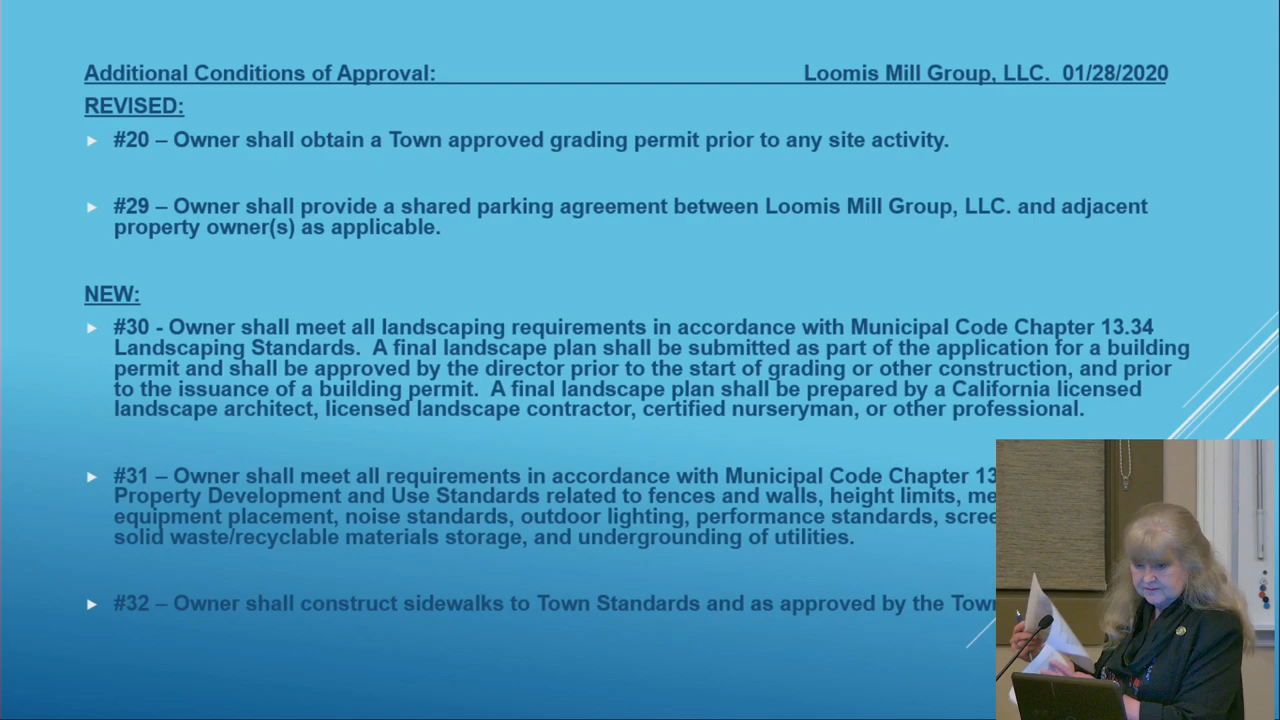 Additional Conditions of Approval: Loomis Mill Group, LLC. 01/28/2020
REVISED:
#20 – Owner shall obtain a Town approved grading permit prior to any site activity.
#29 – Owner shall provide a shared parking agreement between Loomis Mill Group, LLC. and adjacent
property owner(s) as applicable.
NEW:
#30 - Owner shall meet all landscaping requirements in accordance with Municipal Code Chapter 13.34
Landscaping Standards. A final landscape plan shall be submitted as part of the application for a building
permit and shall be approved by the director prior to the start of grading or other construction, and prior
to the issuance of a building permit. A final landscape plan shall be prepared by a California licensed
landscape architect, licensed landscape contractor, certified nurseryman, or other professional.
#31 – Owner shall meet all requirements in accordance with Municipal Code Chapter 13
Property Development and Use Standards related to fences and walls, height limits,
equipment placement, noise standards, outdoor lighting, performance standards,
solid waste/recyclable materials storage, and undergrounding of utilities.
#32 – Owner shall construct sidewalks to Town Standards and as approved by the Town